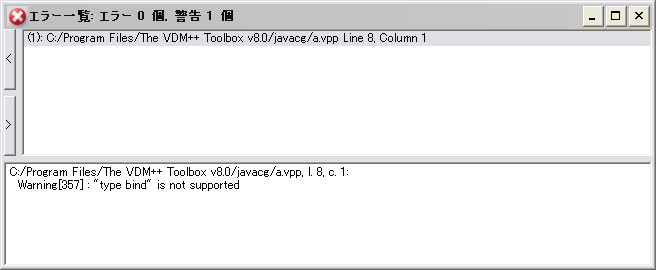 エラー一覧: エラー 0 個, 警告 1 個
(1): C:/Program Files/The VDM++ Toolbox v8.0/javacg/a.vpp Line 8, Column 1
C:/Program Files/The VDM++ Toolbox v8.0/javacg/a.vpp, l. 8, c. 1:
Warning[357] : "type bind" is not supported